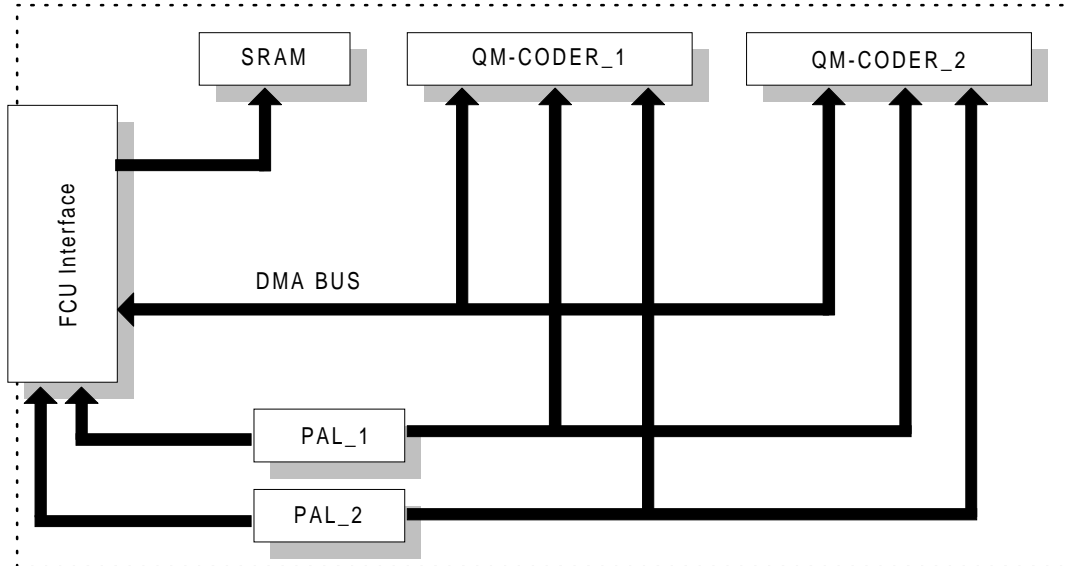 SRAM
QM-CODER_1
QM-CODER_2
FCU Interface
DMA BUS
PAL_1
PAL_2